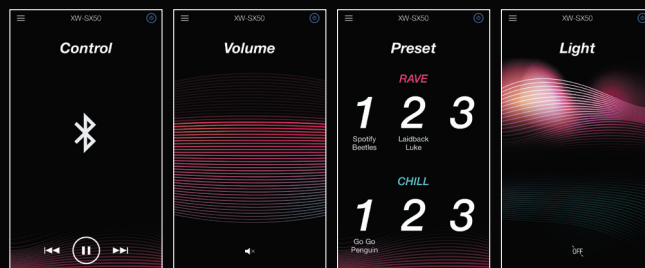 XW-SX50
Control
XW-SX50
Volume
XW-SX50
Preset
RAVE
1 2 3
Spotify
Beetles
Laidback
Luke
CHILL
1 2 3
Go Go
Penguin
XW-SX50
Light
OFF